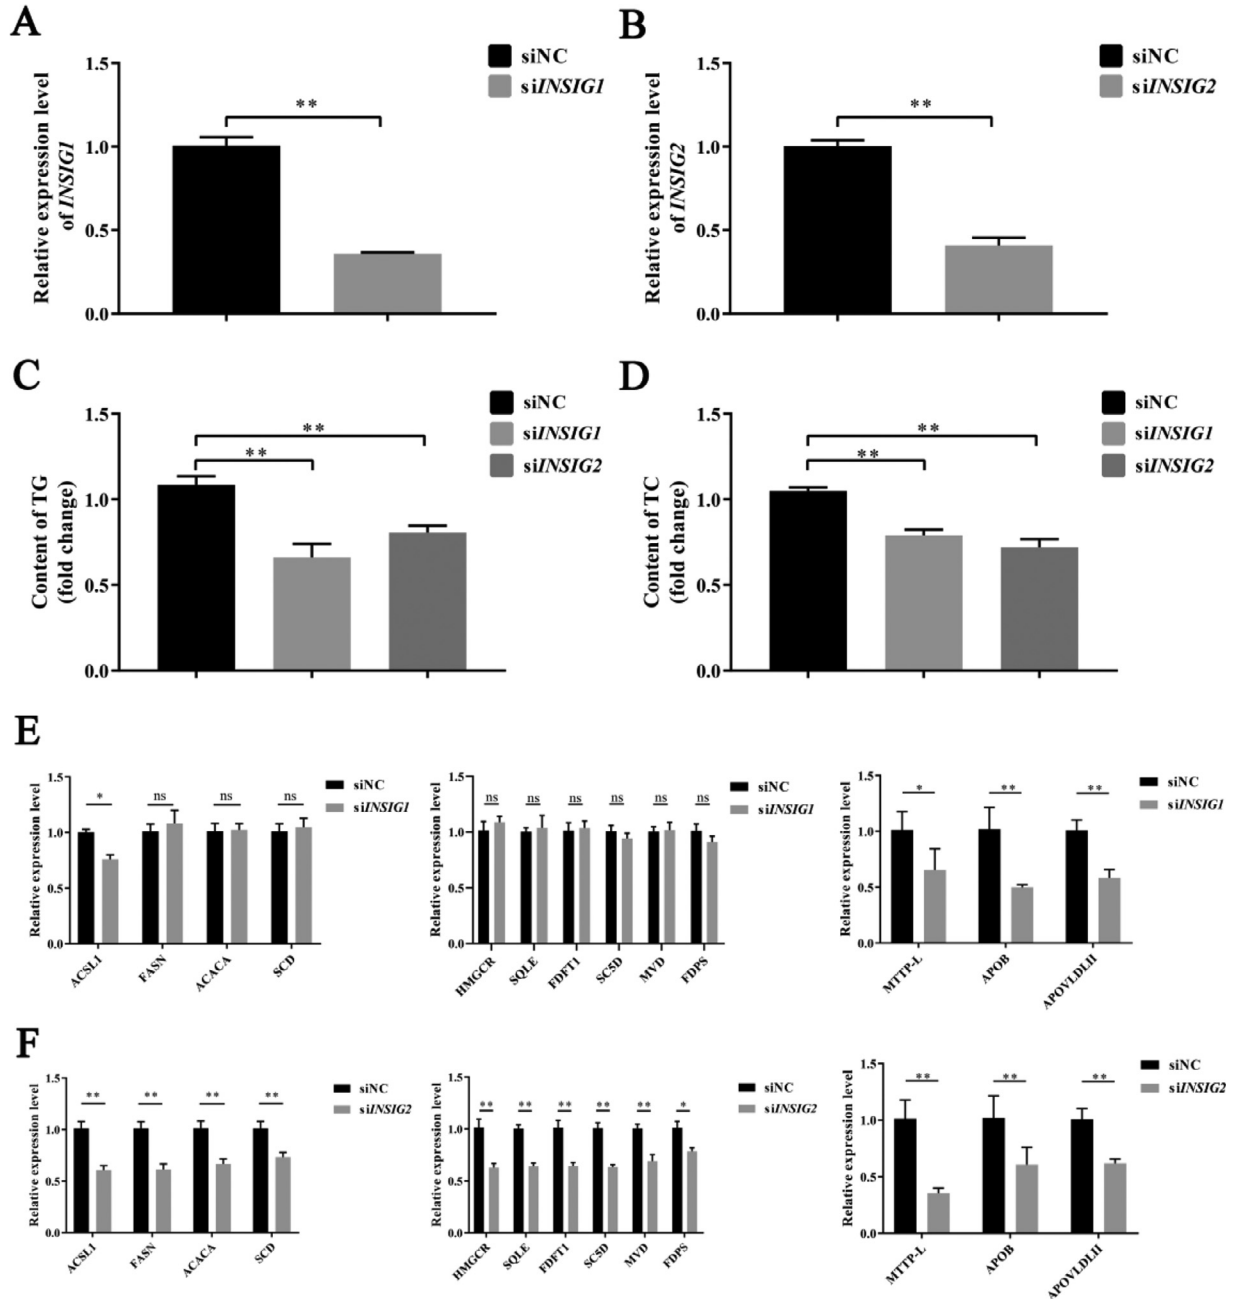 A
siNC
siINSIG1
Relative expression level
of INSIG1
1.5
1.0
0.5
0.0
**
B
siNC
siINSIG2
Relative expression level
of INSIG2
1.5
1.0
0.5
0.0
**
C
siNC
siINSIG1
siINSIG2
Content of TG
(fold change)
1.5
1.0
0.5
0.0
**
**
D
siNC
siINSIG1
siINSIG2
Content of TC
(fold change)
1.5
1.0
0.5
0.0
**
**
E
siNC
siINSIG1
Relative expression level
1.5
1.0
0.5
0.0
* ns ns ns
ACSL1 FASN ACACA SCD
siNC
siINSIG1
Relative expression level
1.5
1.0
0.5
0.0
ns ns ns ns ns ns
HMGCR SQLE FDFT1 SC5D MVD FDPS
siNC
siINSIG1
Relative expression level
1.5
1.0
0.5
0.0
* ** **
MTTP-L APOB APOVLDLII
F
siNC
siINSIG2
Relative expression level
1.5
1.0
0.5
0.0
** ** ** **
ACSL1 FASN ACACA SCD
siNC
siINSIG2
Relative expression level
1.5
1.0
0.5
0.0
** ** ** ** ** *
HMGCR SQLE FDFT1 SC5D MVD FDPS
siNC
siINSIG2
Relative expression level
1.5
1.0
0.5
0.0
** ** **
MTTP-L APOB APOVLDLII